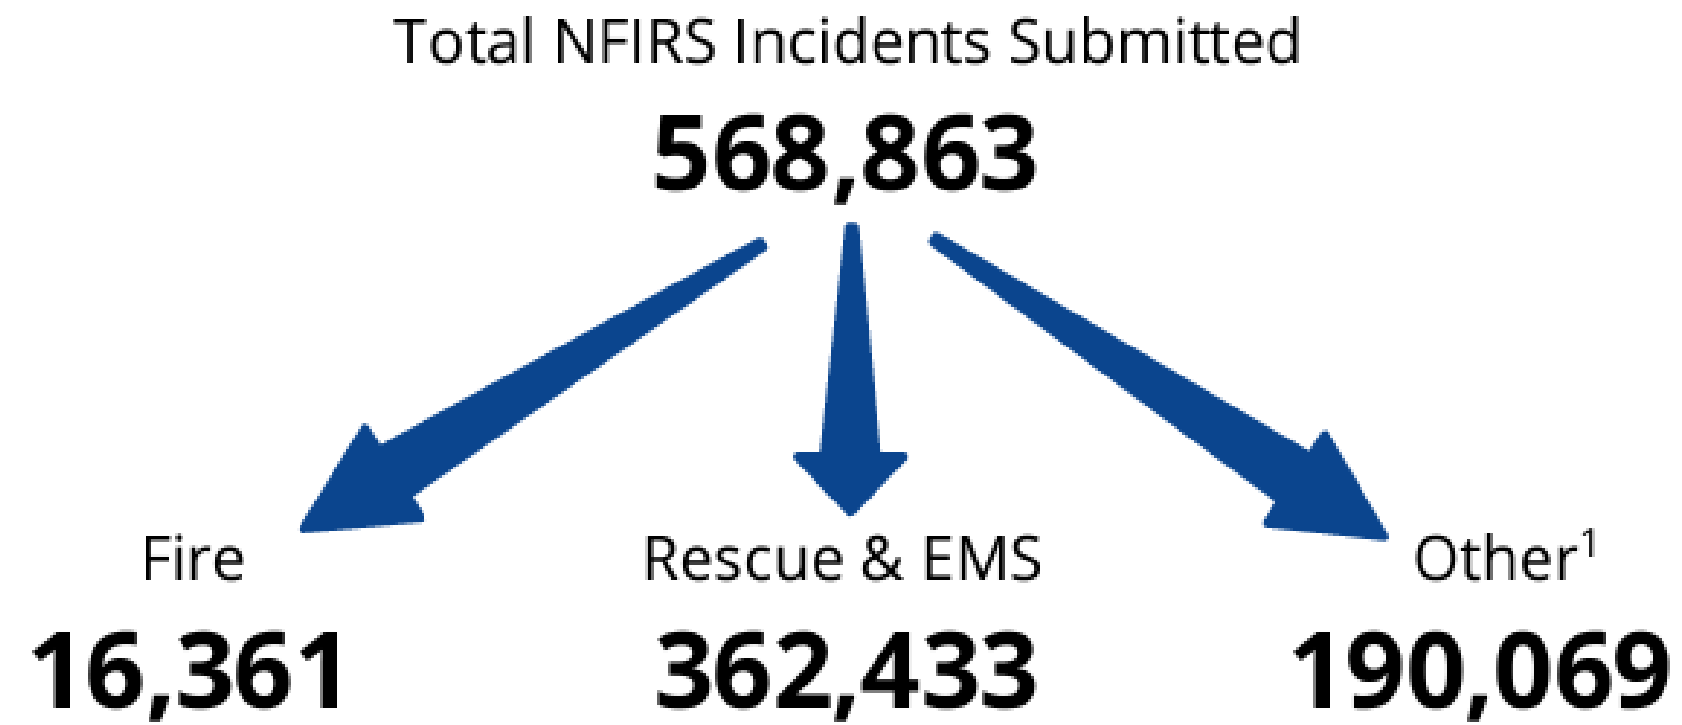 Total NFIRS Incidents Submitted
568,863
Fire
Rescue & EMS
Other¹
16,361
362,433
190,069